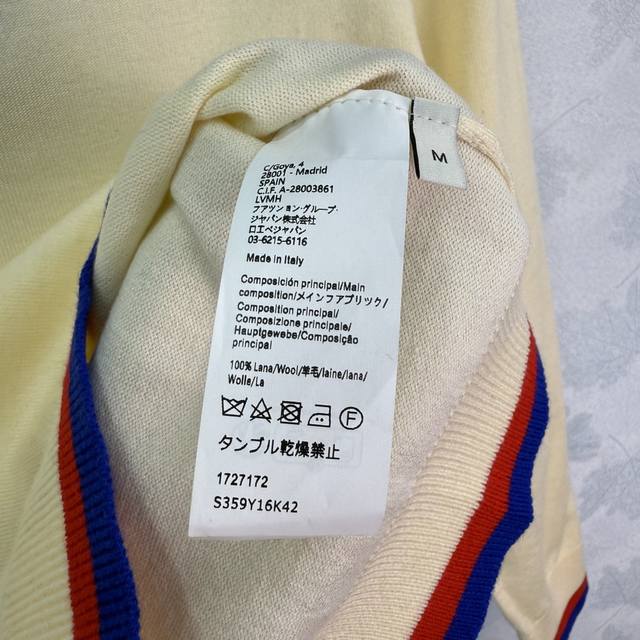 C/Goya, 4
28001 - Madrid
SPAIN
C.I.F. A-28003861
LVMH
ファツション・グループ・
ジャパン株式会社
ロエベジャパン
03-6215-6116
Made in Italy
Composición principal/Main
composition/メインフアブリック/
Composition principal/
Composizione principale/
Hauptgewebe/Composição
principal
100% Lana/Wool/羊毛/laine/lana/
Wolle/La
F
タンブル乾燥禁止
1727172
S359Y16K42
M